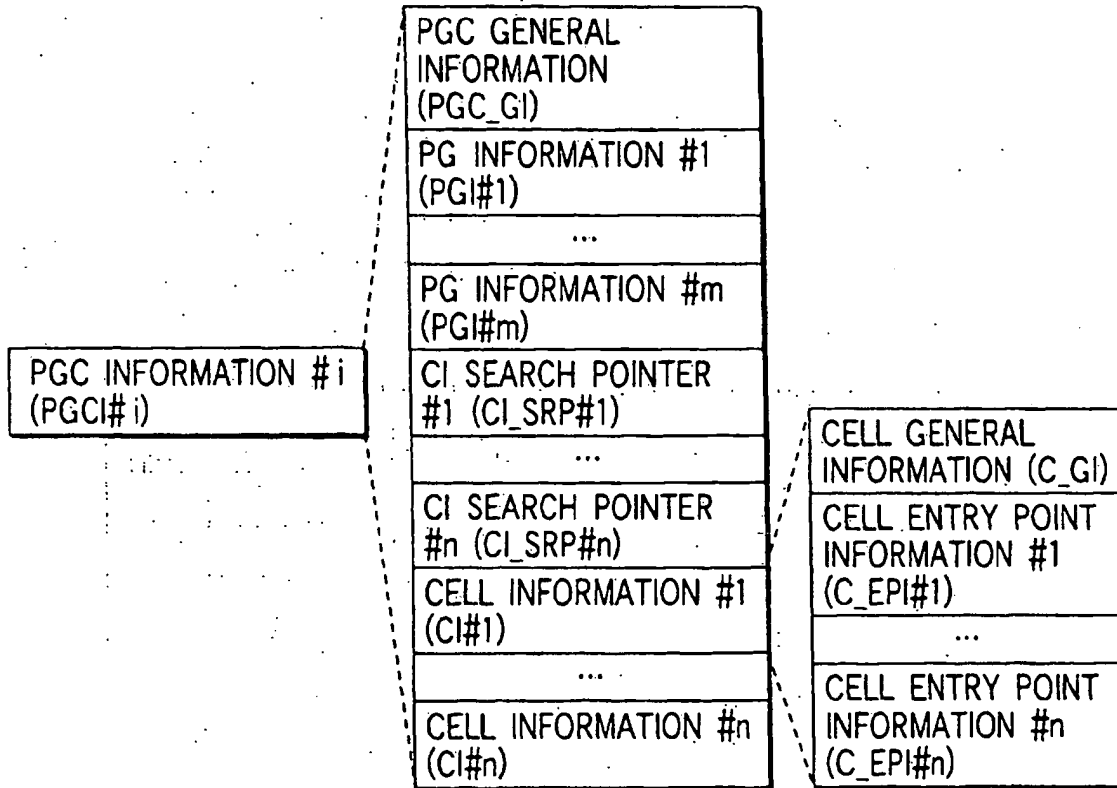 PGC INFORMATION #i
(PGCI#i)
PGC GENERAL
INFORMATION
(PGC_GI)
PG INFORMATION #1
(PGI#1)
...
PG INFORMATION #m
(PGI#m)
CI SEARCH POINTER
#1 (CI_SRP#1)
...
CI SEARCH POINTER
#n (CI_SRP#n)
CELL INFORMATION #1
(CI#1)
...
CELL INFORMATION #n
(CI#n)
CELL GENERAL
INFORMATION (C_GI)
CELL ENTRY POINT
INFORMATION #1
(C_EPI#1)
...
CELL ENTRY POINT
INFORMATION #n
(C_EPI#n)